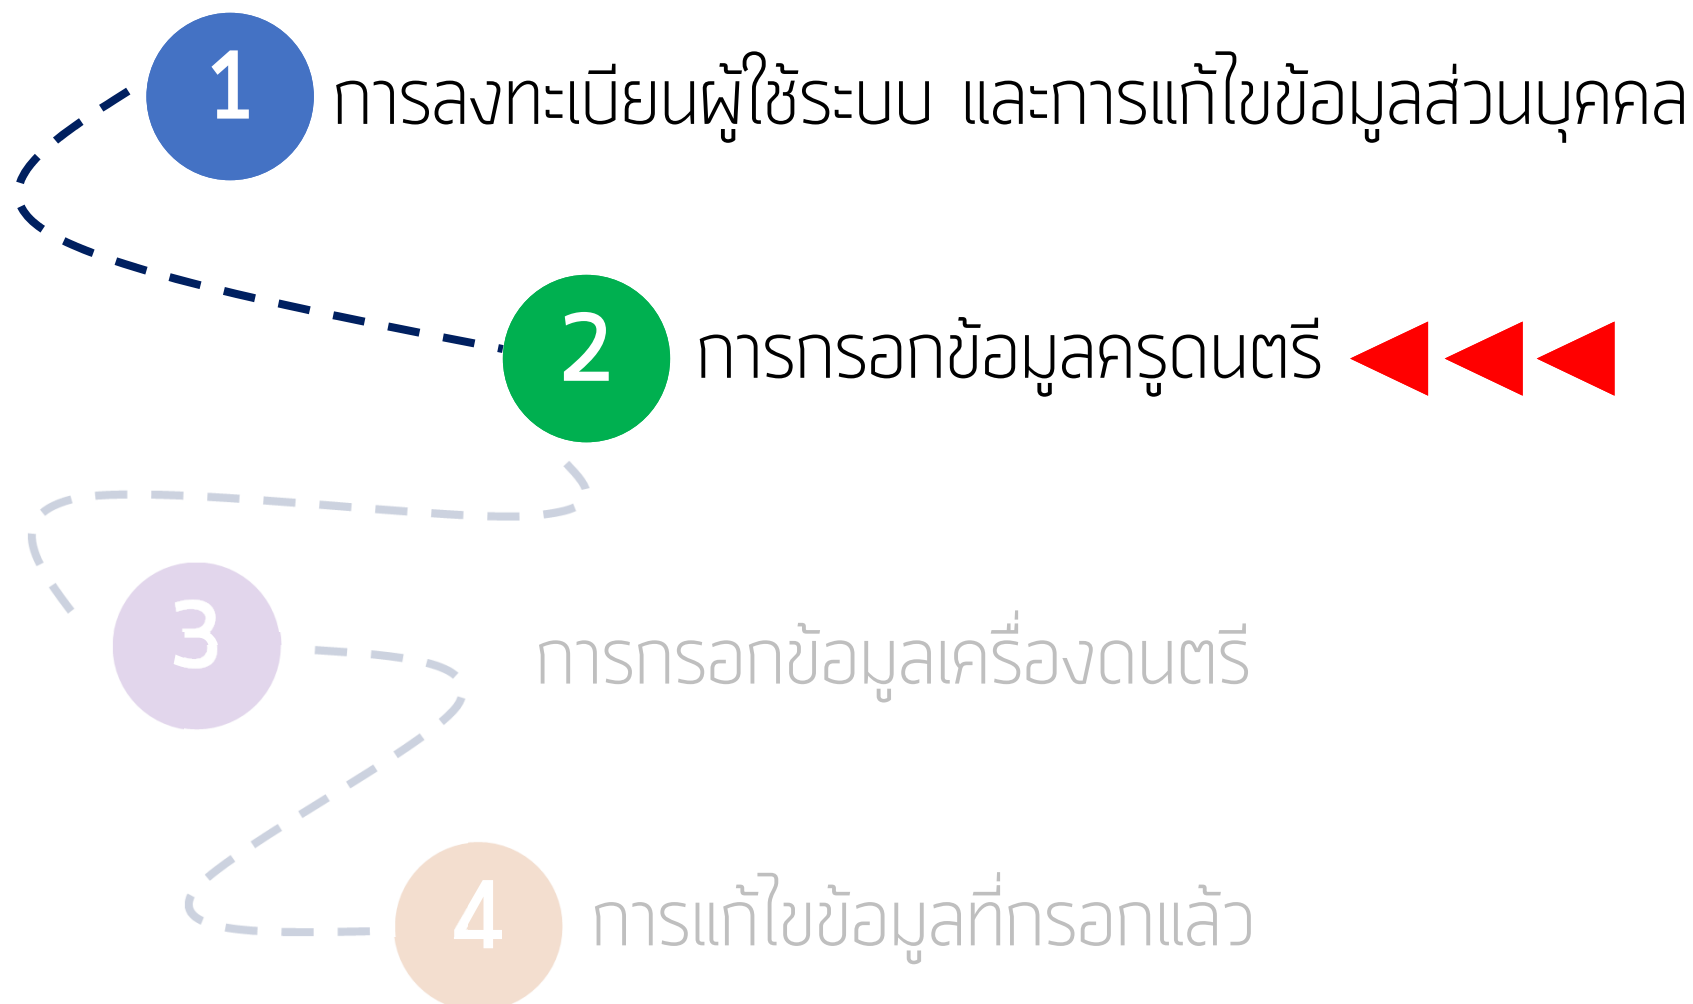 1 การลงทะเบียนผู้ใช้ระบบ และการแก้ไขข้อมูลส่วนบุคคล
2 การกรอกข้อมูลครูดนตรี
3 การกรอกข้อมูลเครื่องดนตรี
4 การแก้ไขข้อมูลที่กรอกแล้ว